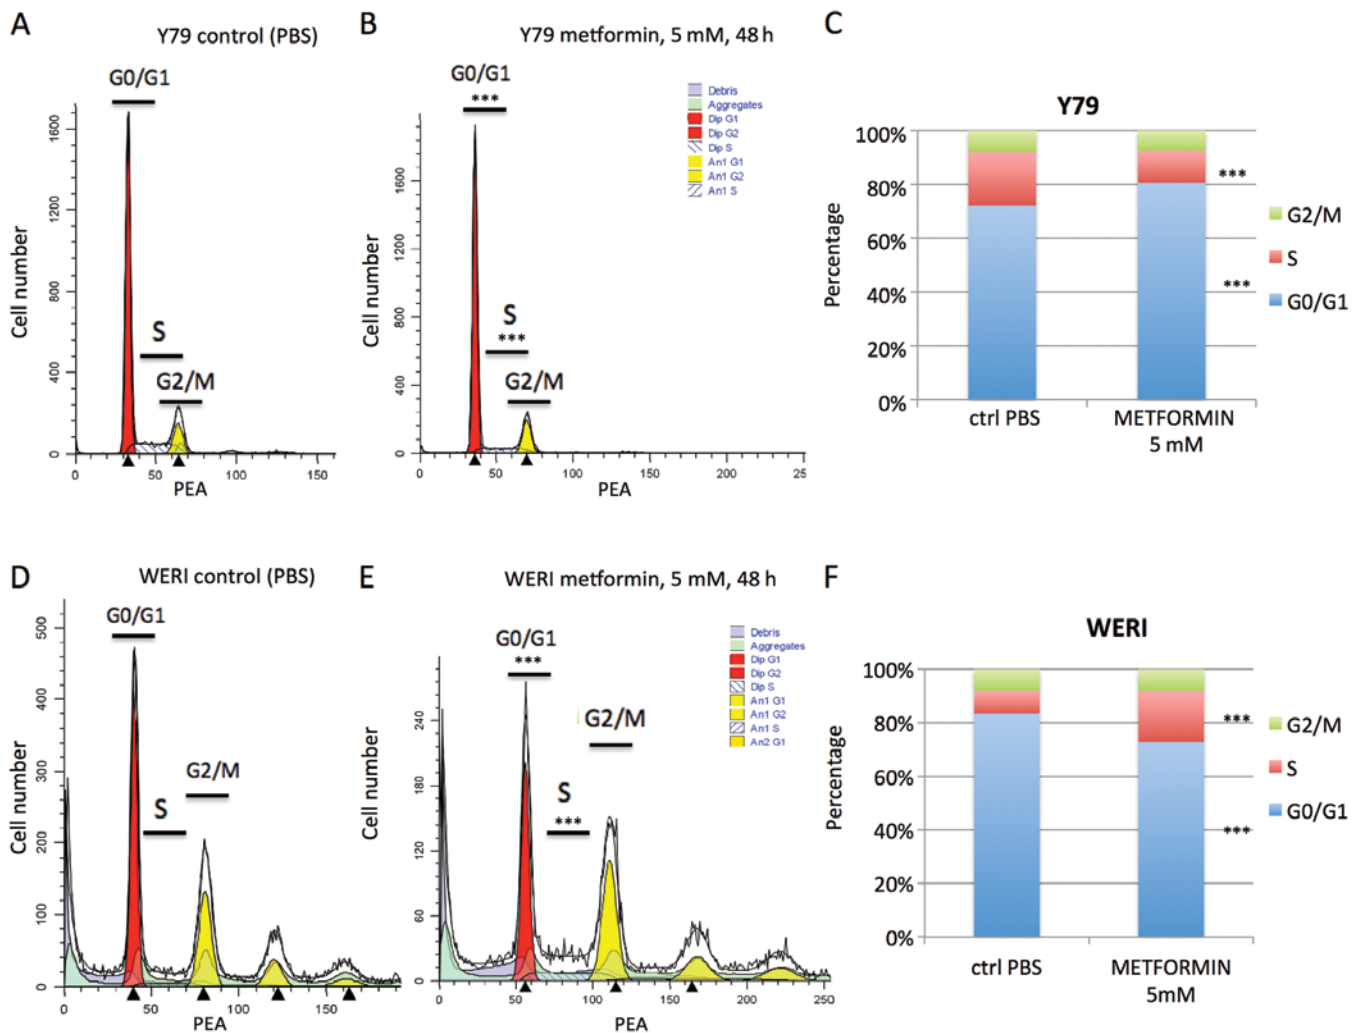 A
Y79 control (PBS)
G0/G1
1600
1200
800
400
0
Cell number
S
G2/M
0
50
100
150
PEA
B
Y79 metformin, 5 mM, 48 h
G0/G1
***
1600
1200
800
400
0
Cell number
S
***
G2/M
0
50
100
150
200
25
PEA
Debris
Aggregates
Dip G1
Dip G2
Dip S
An1 G1
An1 G2
An1 S
C
Y79
100%
80%
60%
40%
20%
0%
Percentage
***
***
ctrl PBS
METFORMIN
5 mM
G2/M
S
G0/G1
D
WERI control (PBS)
G0/G1
500
400
300
200
100
0
Cell number
S
G2/M
0
50
100
150
PEA
E
WERI metformin, 5 mM, 48 h
G0/G1
***
240
180
120
60
0
Cell number
S
***
G2/M
0
50
100
150
200
250
PEA
Debris
Aggregates
Dip G1
Dip G2
Dip S
An1 G1
An1 G2
An1 S
An2 G1
F
WERI
100%
80%
60%
40%
20%
0%
Percentage
***
***
ctrl PBS
METFORMIN
5mM
G2/M
S
G0/G1